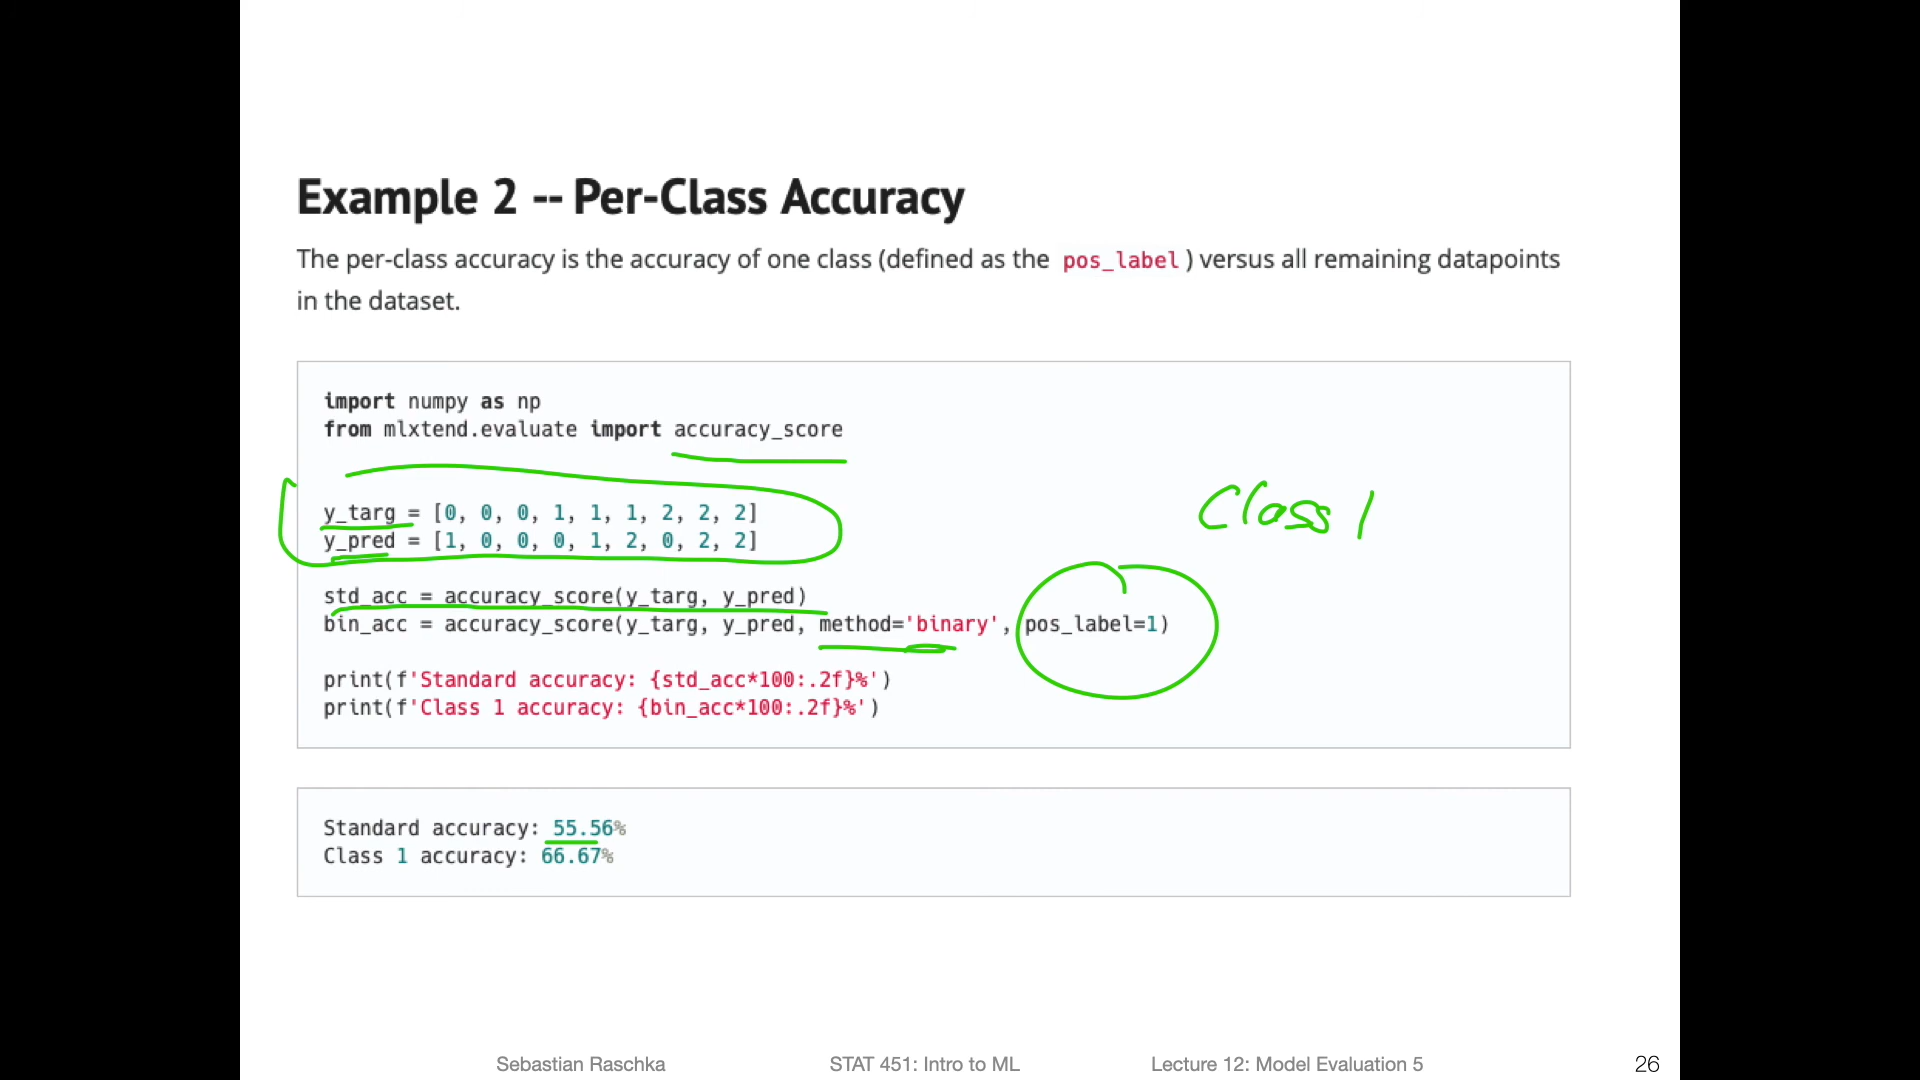 Example 2 -- Per-Class Accuracy
The per-class accuracy is the accuracy of one class (defined as the pos_label ) versus all remaining datapoints
in the dataset.
import numpy as np
from mlxtend.evaluate import accuracy_score
y_targ = [0, 0, 0, 1, 1, 1, 2, 2, 2]
y_pred = [1, 0, 0, 0, 1, 2, 0, 2, 2]
Class 1
std_acc = accuracy_score(y_targ, y_pred)
bin_acc = accuracy_score(y_targ, y_pred, method='binary', pos_label=1)
print(f'Standard accuracy: {std_acc*100:.2f}%')
print(f'Class 1 accuracy: {bin_acc*100:.2f}%')
Standard accuracy: 55.56%
Class 1 accuracy: 66.67%
Sebastian Raschka STAT 451: Intro to ML Lecture 12: Model Evaluation 5 26